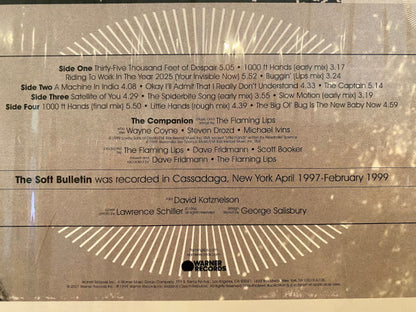 Side One Thirty-Five Thousand Feet of Despair 5.05 • 1000 ft Hands (early mix) 3.17
Riding To Work In The Year 2025 (Your Invisible Now) 5.52 • Buggin' (Lips mix) 3.24
Side Two A Machine In India 4.08 • Okay I'll Admit That I Really Don't Understand 4.33 • The Captain 5.14
Side Three Satellite of You 4.29 • The Spiderbite Song (early mix) 3.55 • Slow Motion (early mix) 3.19
Side Four 1000 ft Hands (final mix) 5.50 • Little Hands (rough mix) 4.39 • The Big Ol' Bug Is The New Baby Now 4.59
The Companion The Flaming Lips
Wayne Coyne • Steven Drozd • Michael Ivins
The Flaming Lips • Dave Fridmann • Scott Booker
Dave Fridmann • The Flaming Lips
The Soft Bulletin was recorded in Cassadaga, New York April 1997-February 1999
David Katznelson
Lawrence Schiller George Salisbury
WARNER
RECORDS